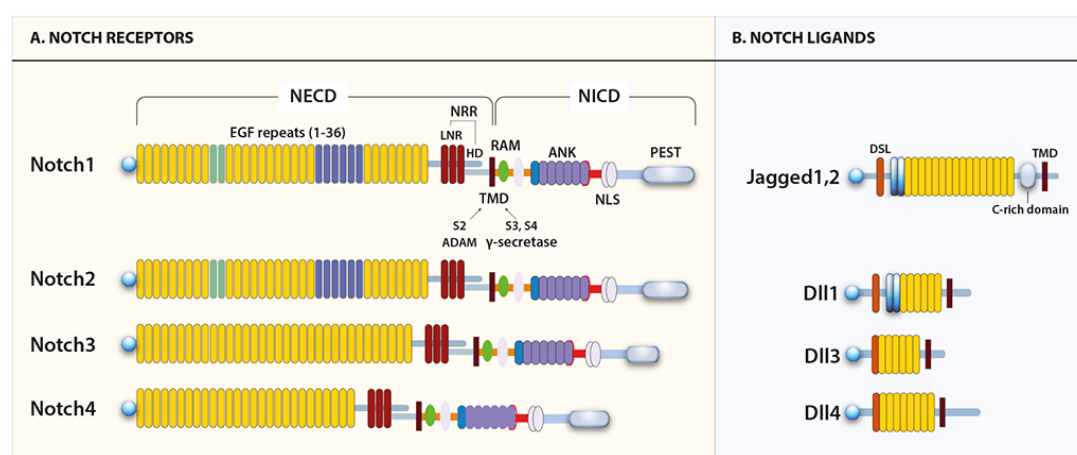 A. NOTCH RECEPTORS
B. NOTCH LIGANDS
NECD
NICD
NRR
EGF repeats (1-36)
LNR
HD
RAM
ANK
PEST
Notch1
TMD
NLS
S2
ADAM
S3, S4
γ-secretase
Notch2
Notch3
Notch4
DSL
TMD
Jagged1,2
C-rich domain
Dll1
Dll3
Dll4